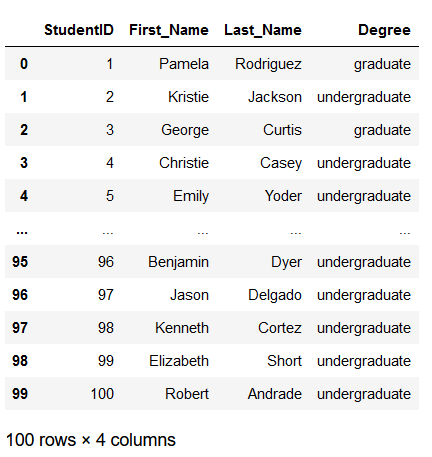 StudentID First_Name Last_Name Degree
0 1 Pamela Rodriguez graduate
1 2 Kristie Jackson undergraduate
2 3 George Curtis graduate
3 4 Christie Casey undergraduate
4 5 Emily Yoder undergraduate
... ... ... ... ...
95 96 Benjamin Dyer undergraduate
96 97 Jason Delgado undergraduate
97 98 Kenneth Cortez undergraduate
98 99 Elizabeth Short undergraduate
99 100 Robert Andrade undergraduate
100 rows × 4 columns